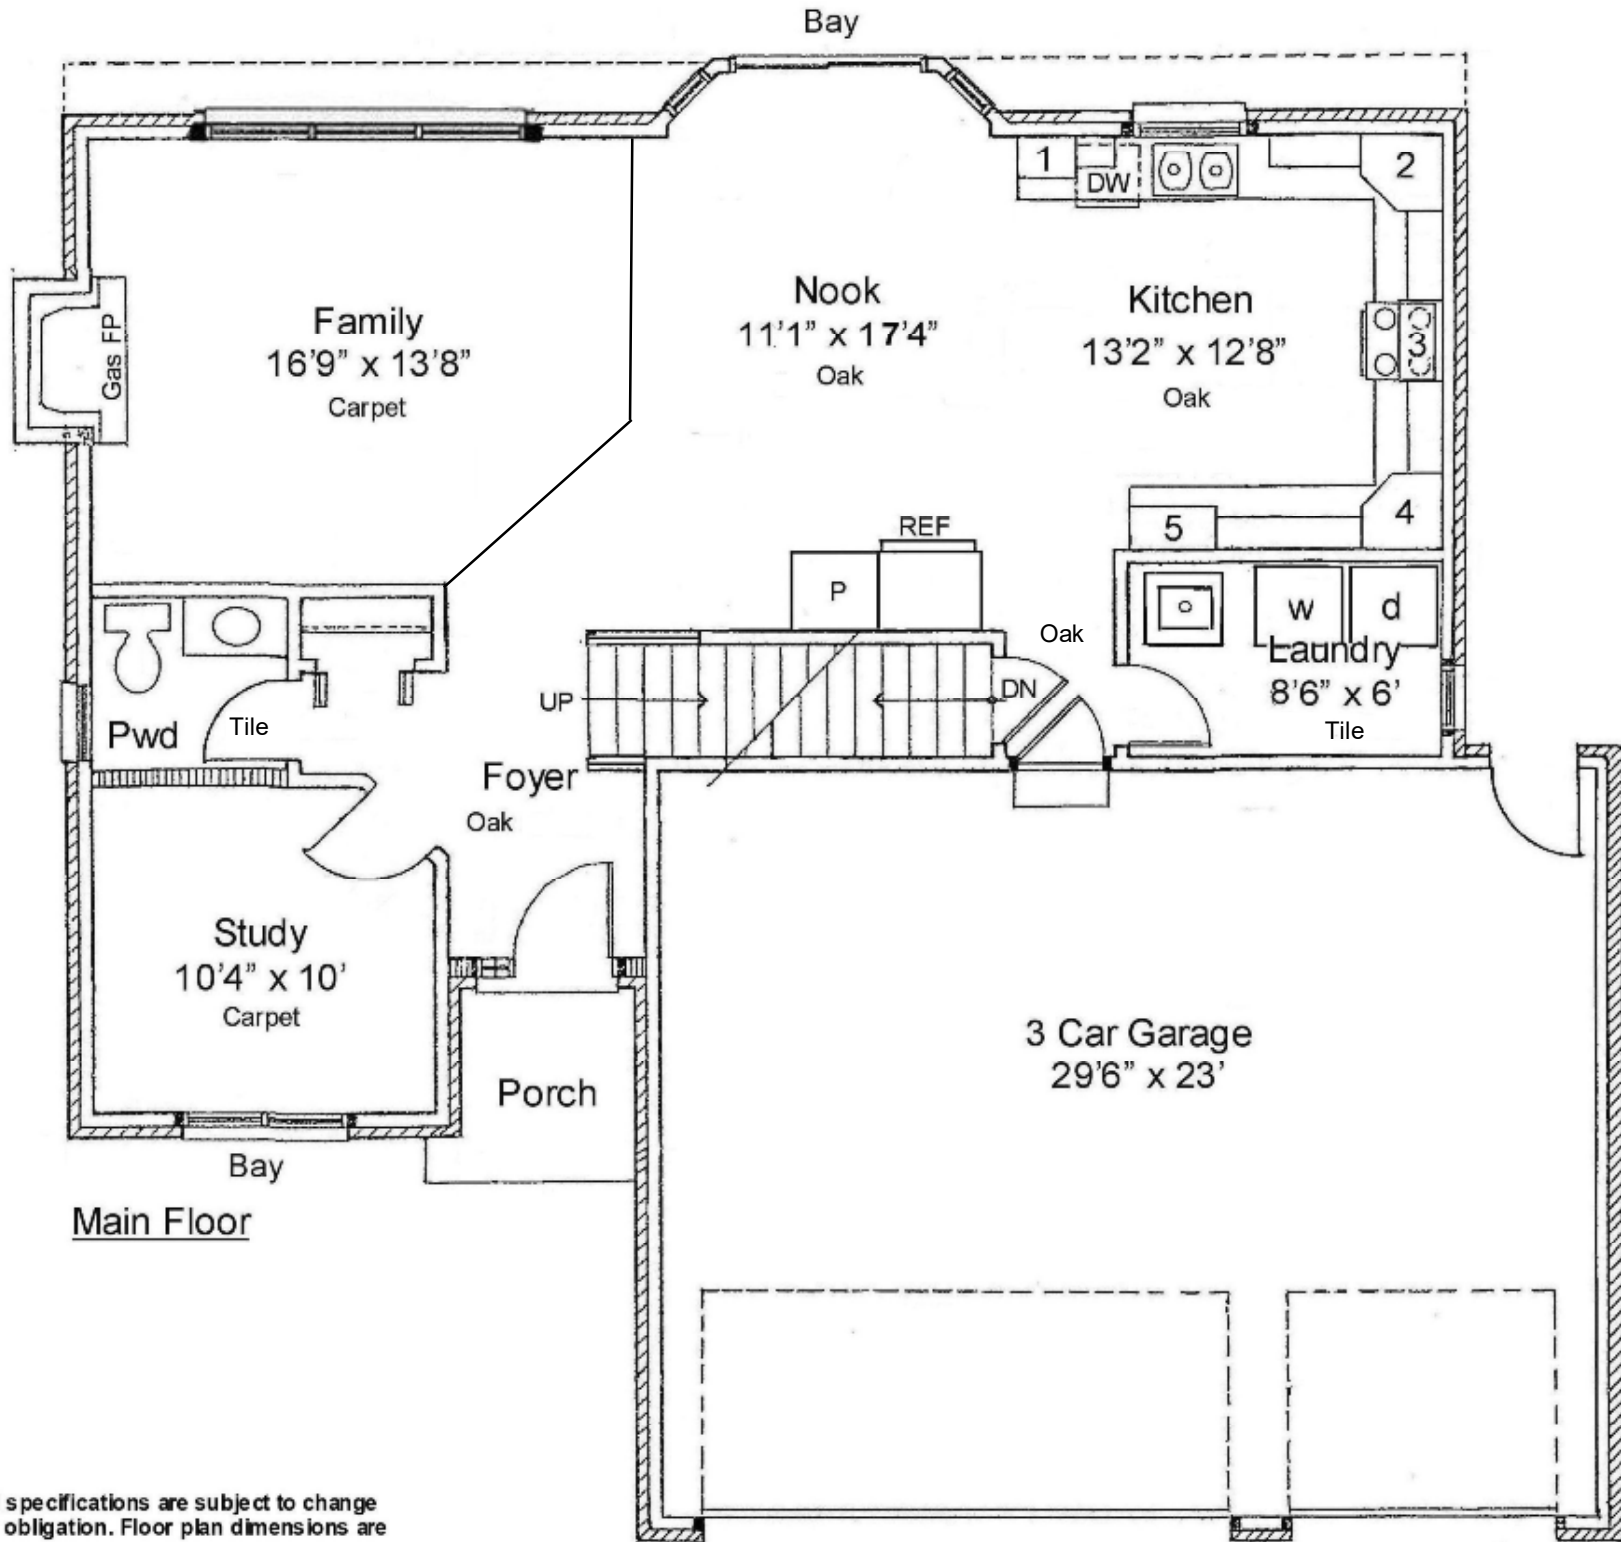 Bay
1
DW
2
Family
16'9” x 13'8”
Carpet
Gas FP
Nook
11'1” x 17'4”
Oak
Kitchen
13'2” x 12'8”
Oak
3
4
5
REF
P
Oak
w
d
Laundry
8'6” x 6'
Tile
UP
DN
Pwd
Tile
Foyer
Oak
Study
10'4” x 10'
Carpet
Porch
3 Car Garage
29'6” x 23'
Bay
Main Floor
specifications are subject to change
obligation. Floor plan dimensions are